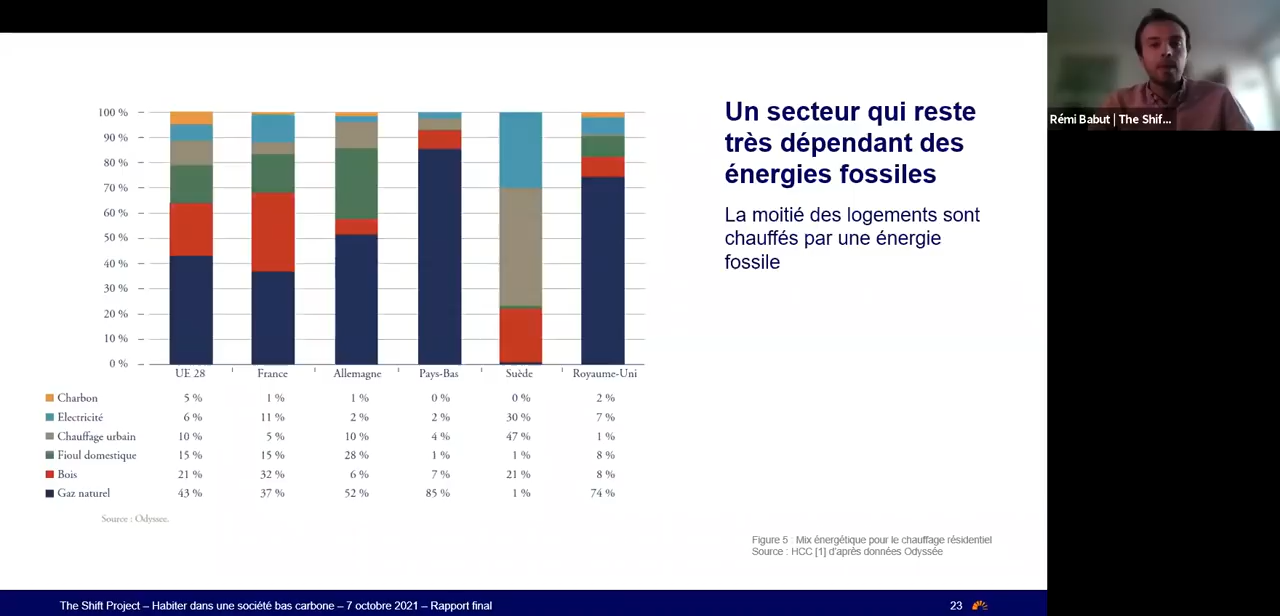 Un secteur qui reste
très dépendant des
énergies fossiles
La moitié des logements sont
chauffés par une énergie
fossile
100 %
90 %
80 %
70 %
60 %
50 %
40 %
30 %
20 %
10 %
0 %
UE 28 France Allemagne Pays-Bas Suède Royaume-Uni
Charbon 5 % 1 % 1 % 0 % 0 % 2 %
Electricité 6 % 11 % 2 % 2 % 30 % 7 %
Chauffage urbain 10 % 5 % 10 % 4 % 47 % 1 %
Fioul domestique 15 % 15 % 28 % 1 % 1 % 8 %
Bois 21 % 32 % 6 % 7 % 21 % 8 %
Gaz naturel 43 % 37 % 52 % 85 % 1 % 74 %
Source : Odyssee.
Figure 5 : Mix énergétique pour le chauffage résidentiel
Source : HCC [1] d'après données Odyssée
The Shift Project – Habiter dans une société bas carbone – 7 octobre 2021 – Rapport final
23
Rémi Babut | The Shif...